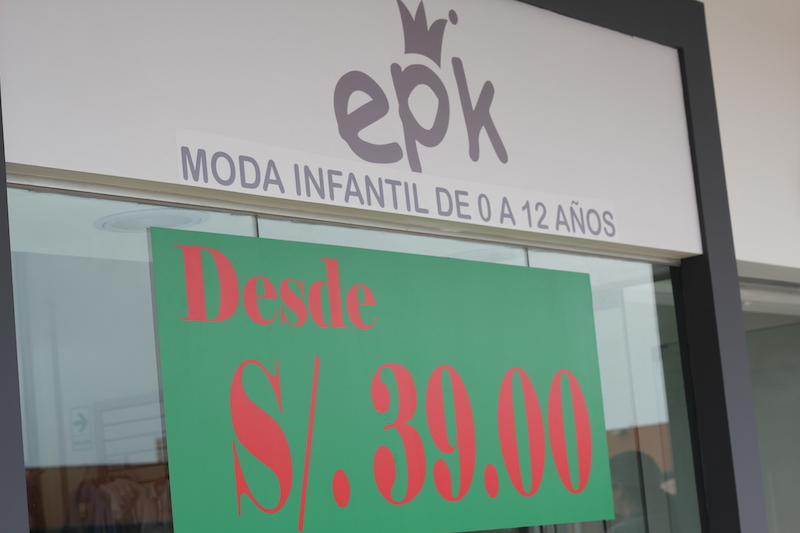 epk
MODA INFANTIL DE 0 A 12 AÑOS
Desde
S/. 39.00